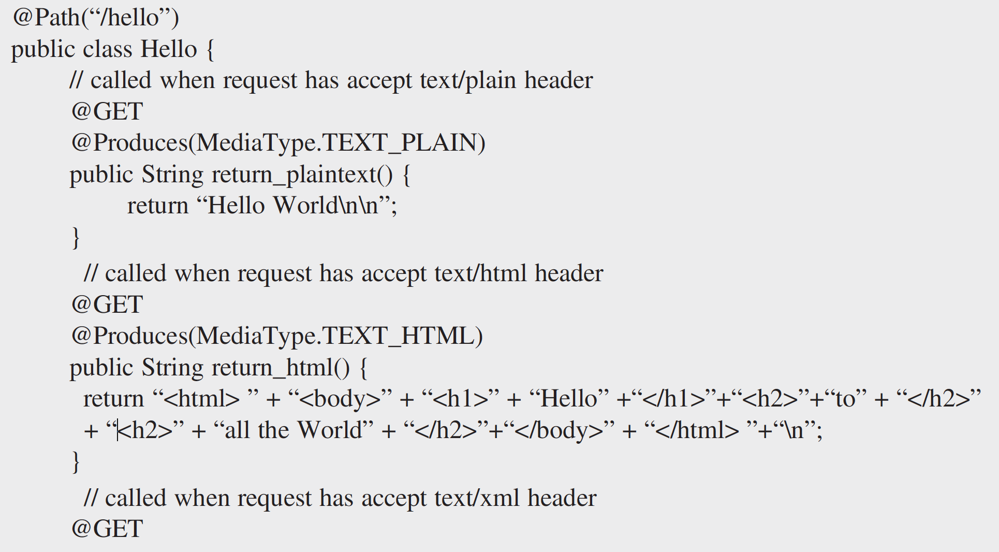 @Path(“/hello”)
public class Hello {
// called when request has accept text/plain header
@GET
@Produces(MediaType.TEXT_PLAIN)
public String return_plaintext() {
return “Hello World\n\n”;
}
// called when request has accept text/html header
@GET
@Produces(MediaType.TEXT_HTML)
public String return_html() {
return “<html> ” + “<body>” + “<h1>” + “Hello” +“</h1>”+“<h2>”+“to” + “</h2>”
+ “<h2>” + “all the World” + “</h2>”+“</body>” + “</html> ”+“\n”;
}
// called when request has accept text/xml header
@GET